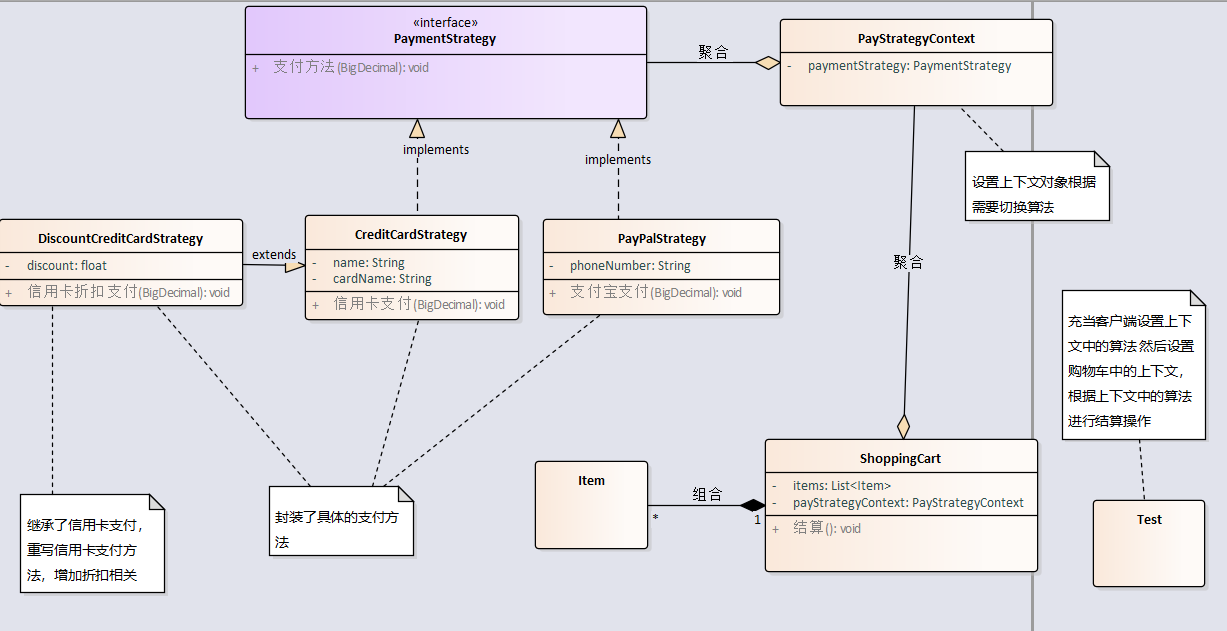 «interface»
PaymentStrategy
+ 支付方法(BigDecimal): void
聚合
PayStrategyContext
- paymentStrategy: PaymentStrategy
implements
implements
设置上下文对象根据
需要切换算法
DiscountCreditCardStrategy
- discount: float
+ 信用卡折扣支付(BigDecimal): void
extends
CreditCardStrategy
- name: String
- cardName: String
+ 信用卡支付(BigDecimal): void
PayPalStrategy
- phoneNumber: String
+ 支付宝支付(BigDecimal): void
聚合
充当客户端设置上下
文中的算法然后设置
购物车中的上下文，
根据上下文中的算法
进行结算操作
继承了信用卡支付，
重写信用卡支付方
法，增加折扣相关
封装了具体的支付方
法
Item
组合
*
1
ShoppingCart
- items: List<Item>
- payStrategyContext: PayStrategyContext
+ 结算(): void
Test